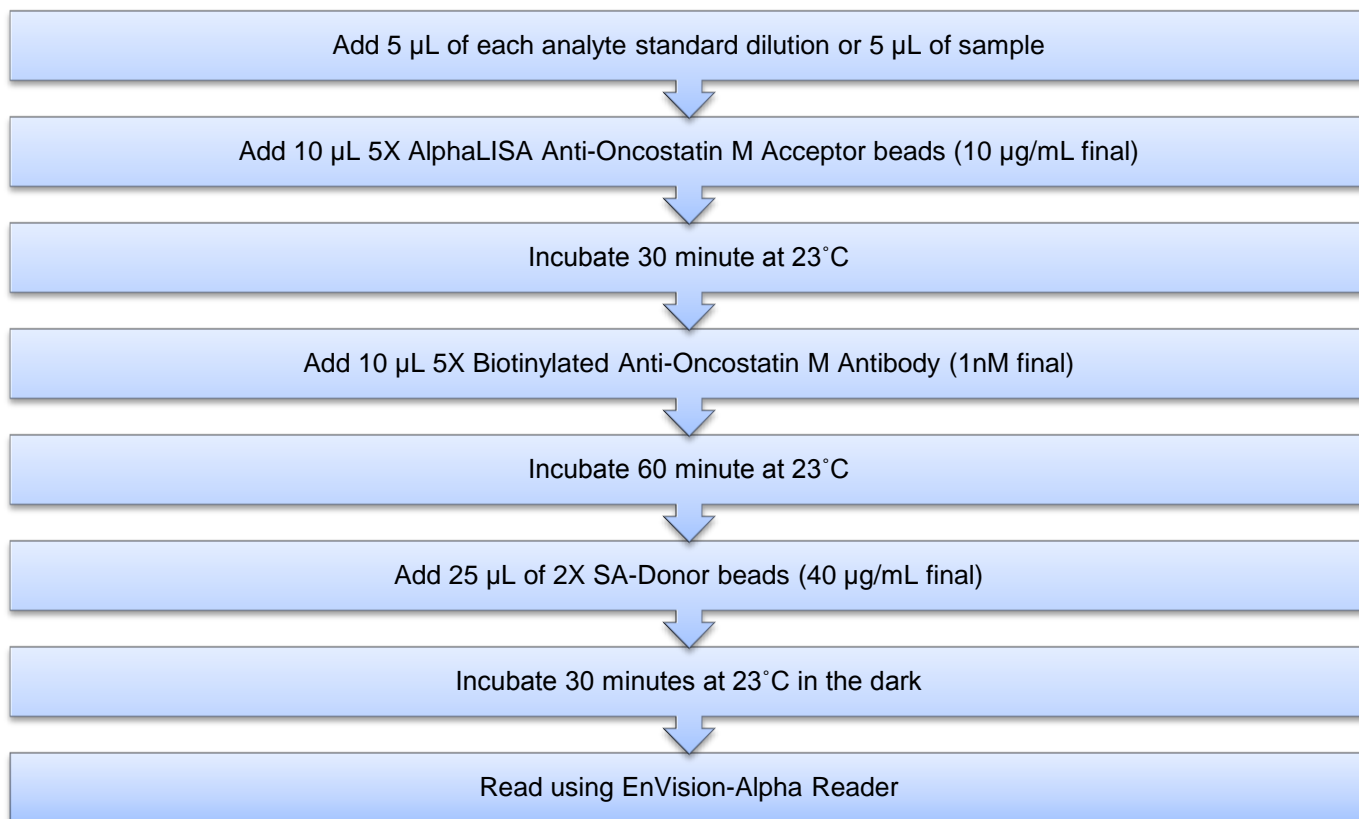 Add 5 µL of each analyte standard dilution or 5 µL of sample
Add 10 µL 5X AlphaLISA Anti-Oncostatin M Acceptor beads (10 µg/mL final)
Incubate 30 minute at 23˚C
Add 10 µL 5X Biotinylated Anti-Oncostatin M Antibody (1nM final)
Incubate 60 minute at 23˚C
Add 25 µL of 2X SA-Donor beads (40 µg/mL final)
Incubate 30 minutes at 23˚C in the dark
Read using EnVision-Alpha Reader